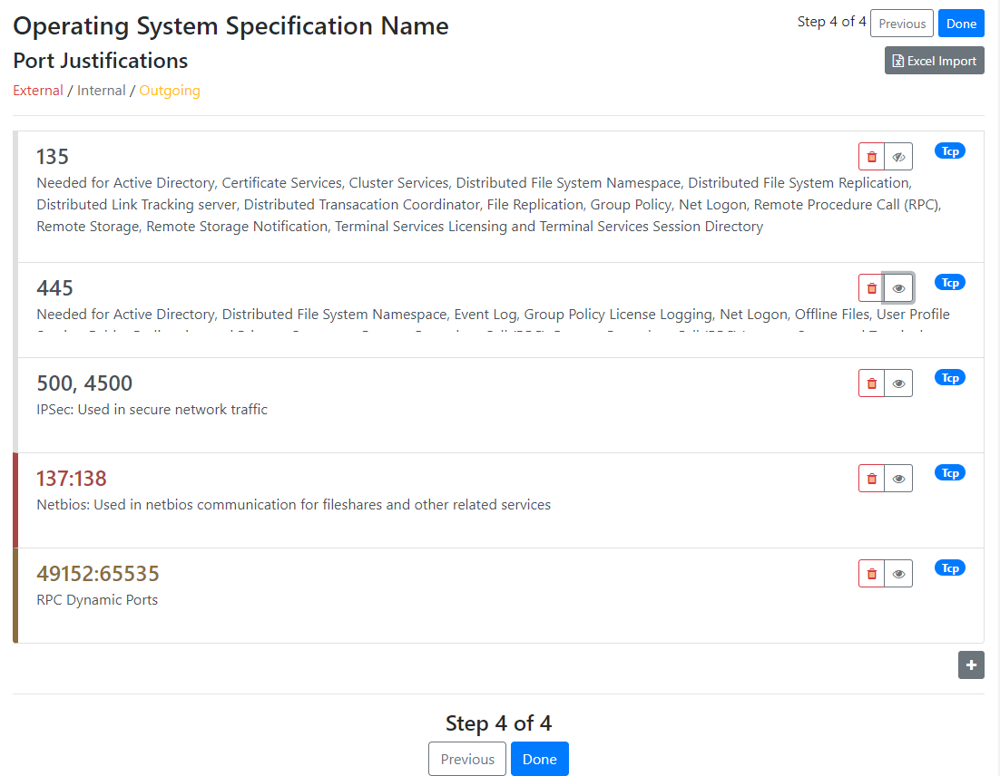 Operating System Specification Name
Step 4 of 4 Previous Done
Port Justifications
Excel Import
External / Internal / Outgoing
135
Tcp
Needed for Active Directory, Certificate Services, Cluster Services, Distributed File System Namespace, Distributed File System Replication,
Distributed Link Tracking server, Distributed Transacation Coordinator, File Replication, Group Policy, Net Logon, Remote Procedure Call (RPC),
Remote Storage, Remote Storage Notification, Terminal Services Licensing and Terminal Services Session Directory
445
Tcp
Needed for Active Directory, Distributed File System Namespace, Event Log, Group Policy License Logging, Net Logon, Offline Files, User Profile
500, 4500
Tcp
IPSec: Used in secure network traffic
137:138
Tcp
Netbios: Used in netbios communication for fileshares and other related services
49152:65535
Tcp
RPC Dynamic Ports
+
Step 4 of 4
Previous Done